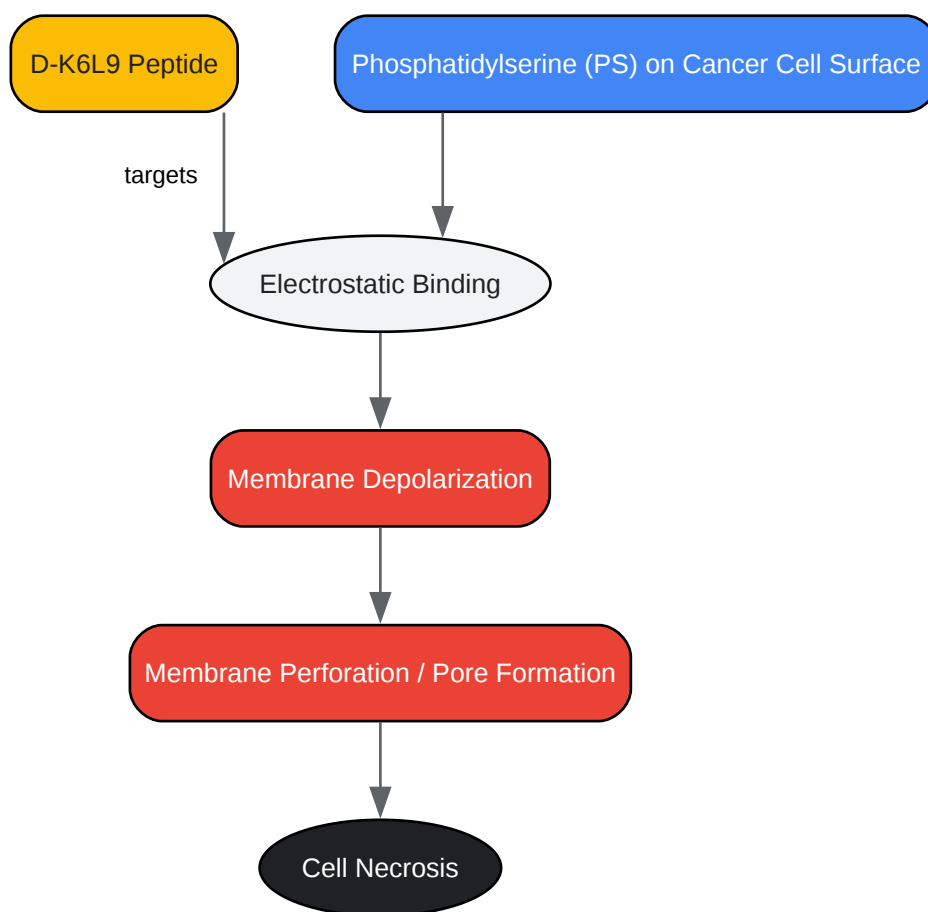 D-K6L9 Peptide
Phosphatidylserine (PS) on Cancer Cell Surface
targets
Electrostatic Binding
Membrane Depolarization
Membrane Perforation / Pore Formation
Cell Necrosis